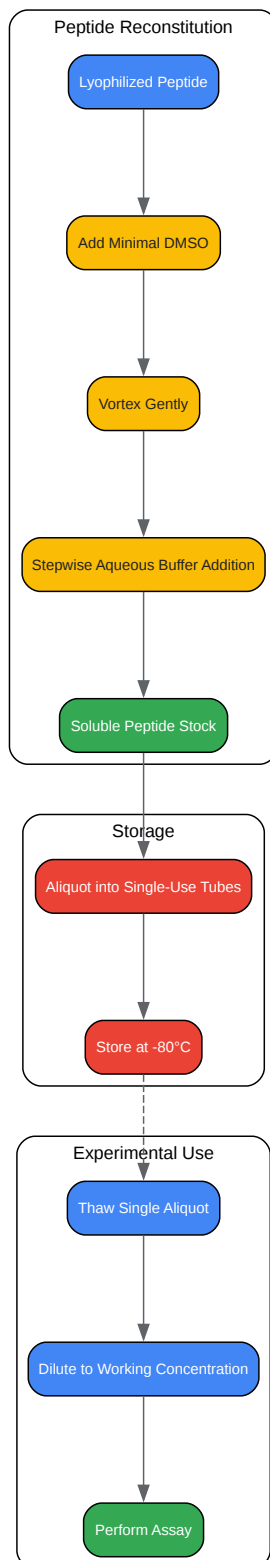 Peptide Reconstitution
Lyophilized Peptide
Add Minimal DMSO
Vortex Gently
Stepwise Aqueous Buffer Addition
Soluble Peptide Stock
Storage
Aliquot into Single-Use Tubes
Store at -80°C
Experimental Use
Thaw Single Aliquot
Dilute to Working Concentration
Perform Assay